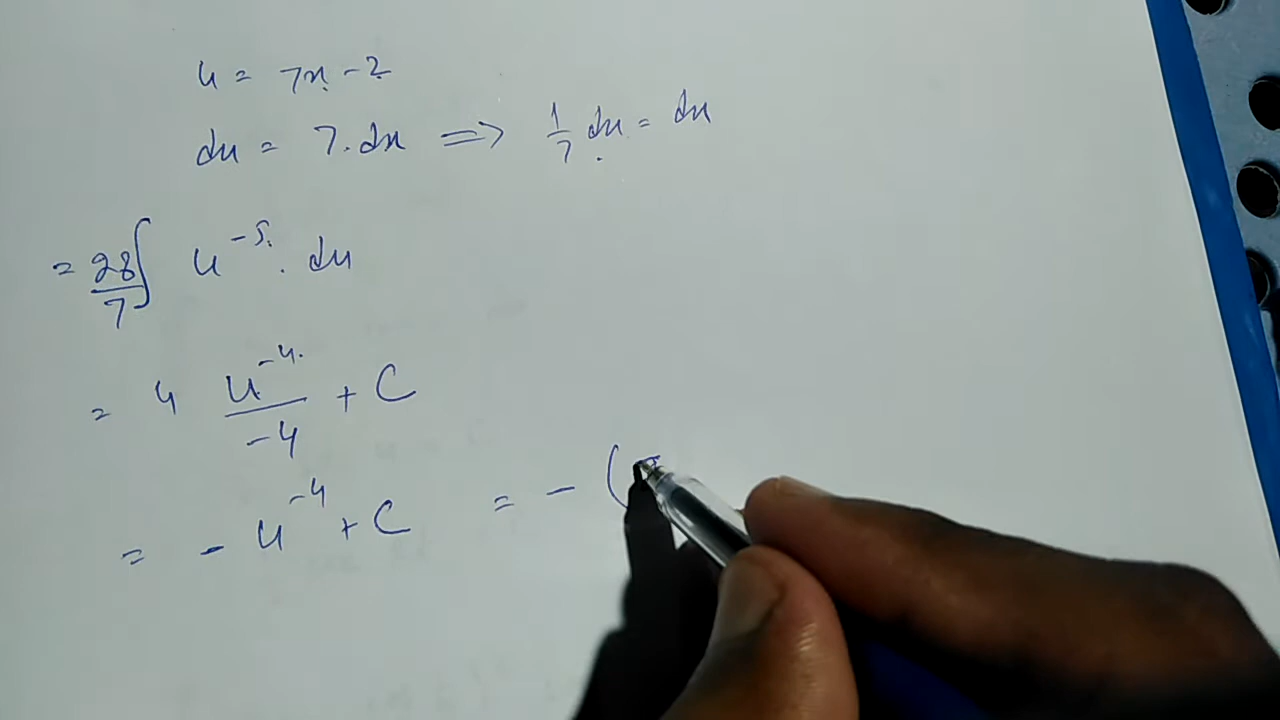 u = 7x - 2
du = 7. dx ⟹ 1/7 du = dx
= 28/7 ∫ u^-5 . du
= 4 u^-4/-4 + C
= - u^-4 + C = - (